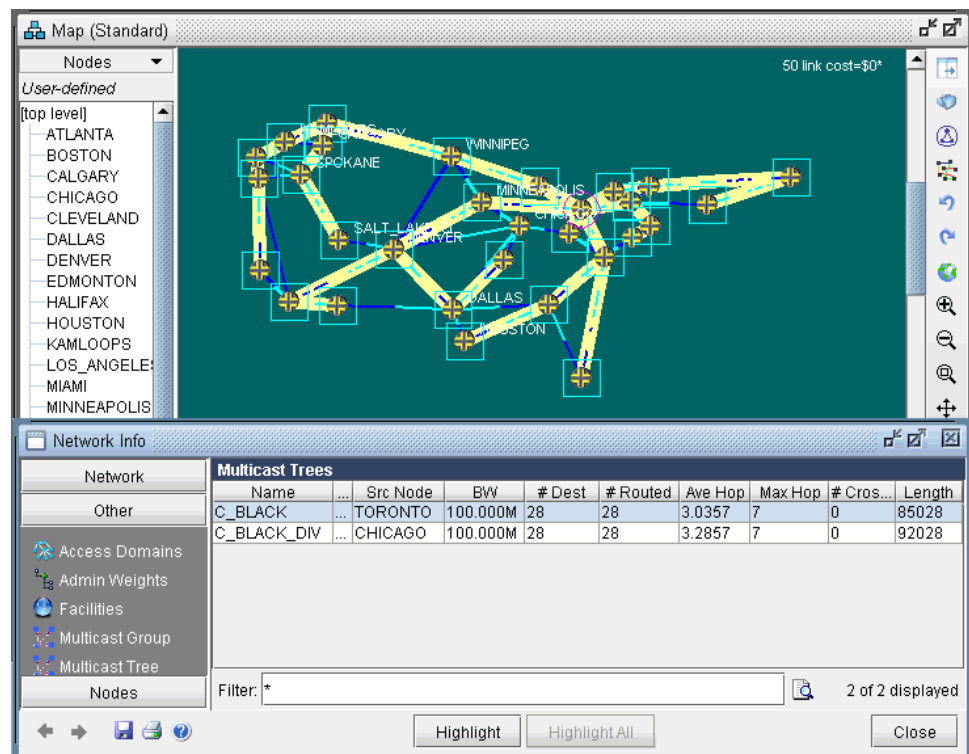 Map (Standard)
Nodes
User-defined
[top level]
ATLANTA
BOSTON
CALGARY
CHICAGO
CLEVELAND
DALLAS
DENVER
EDMONTON
HALIFAX
HOUSTON
KAMLOOPS
LOS_ANGELE
MIAMI
MINNEAPOLIS
50 link cost=$0*
WINNIPEG
SPOKANE
MINNEAPOLIS
SALT_LAKE
DENVER
DALLAS
HOUSTON
Network Info
Network
Other
Access Domains
Admin Weights
Facilities
Multicast Group
Multicast Tree
Nodes
Multicast Trees
Name ... Src Node BW # Dest # Routed Ave Hop Max Hop # Cros... Length
C_BLACK ... TORONTO 100.000M 28 28 3.0357 7 0 85028
C_BLACK_DIV ... CHICAGO 100.000M 28 28 3.2857 7 0 92028
Filter: * 2 of 2 displayed
Highlight Highlight All Close